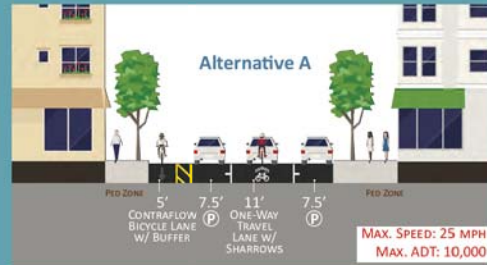 Alternative A
PED ZONE
5'
CONTRAFLOW
BICYCLE LANE
W/ BUFFER
7.5'
P
11'
ONE-WAY
TRAVEL
LANE W/
SHARROWS
7.5'
P
PED ZONE
MAX. SPEED: 25 MPH
MAX. ADT: 10,000